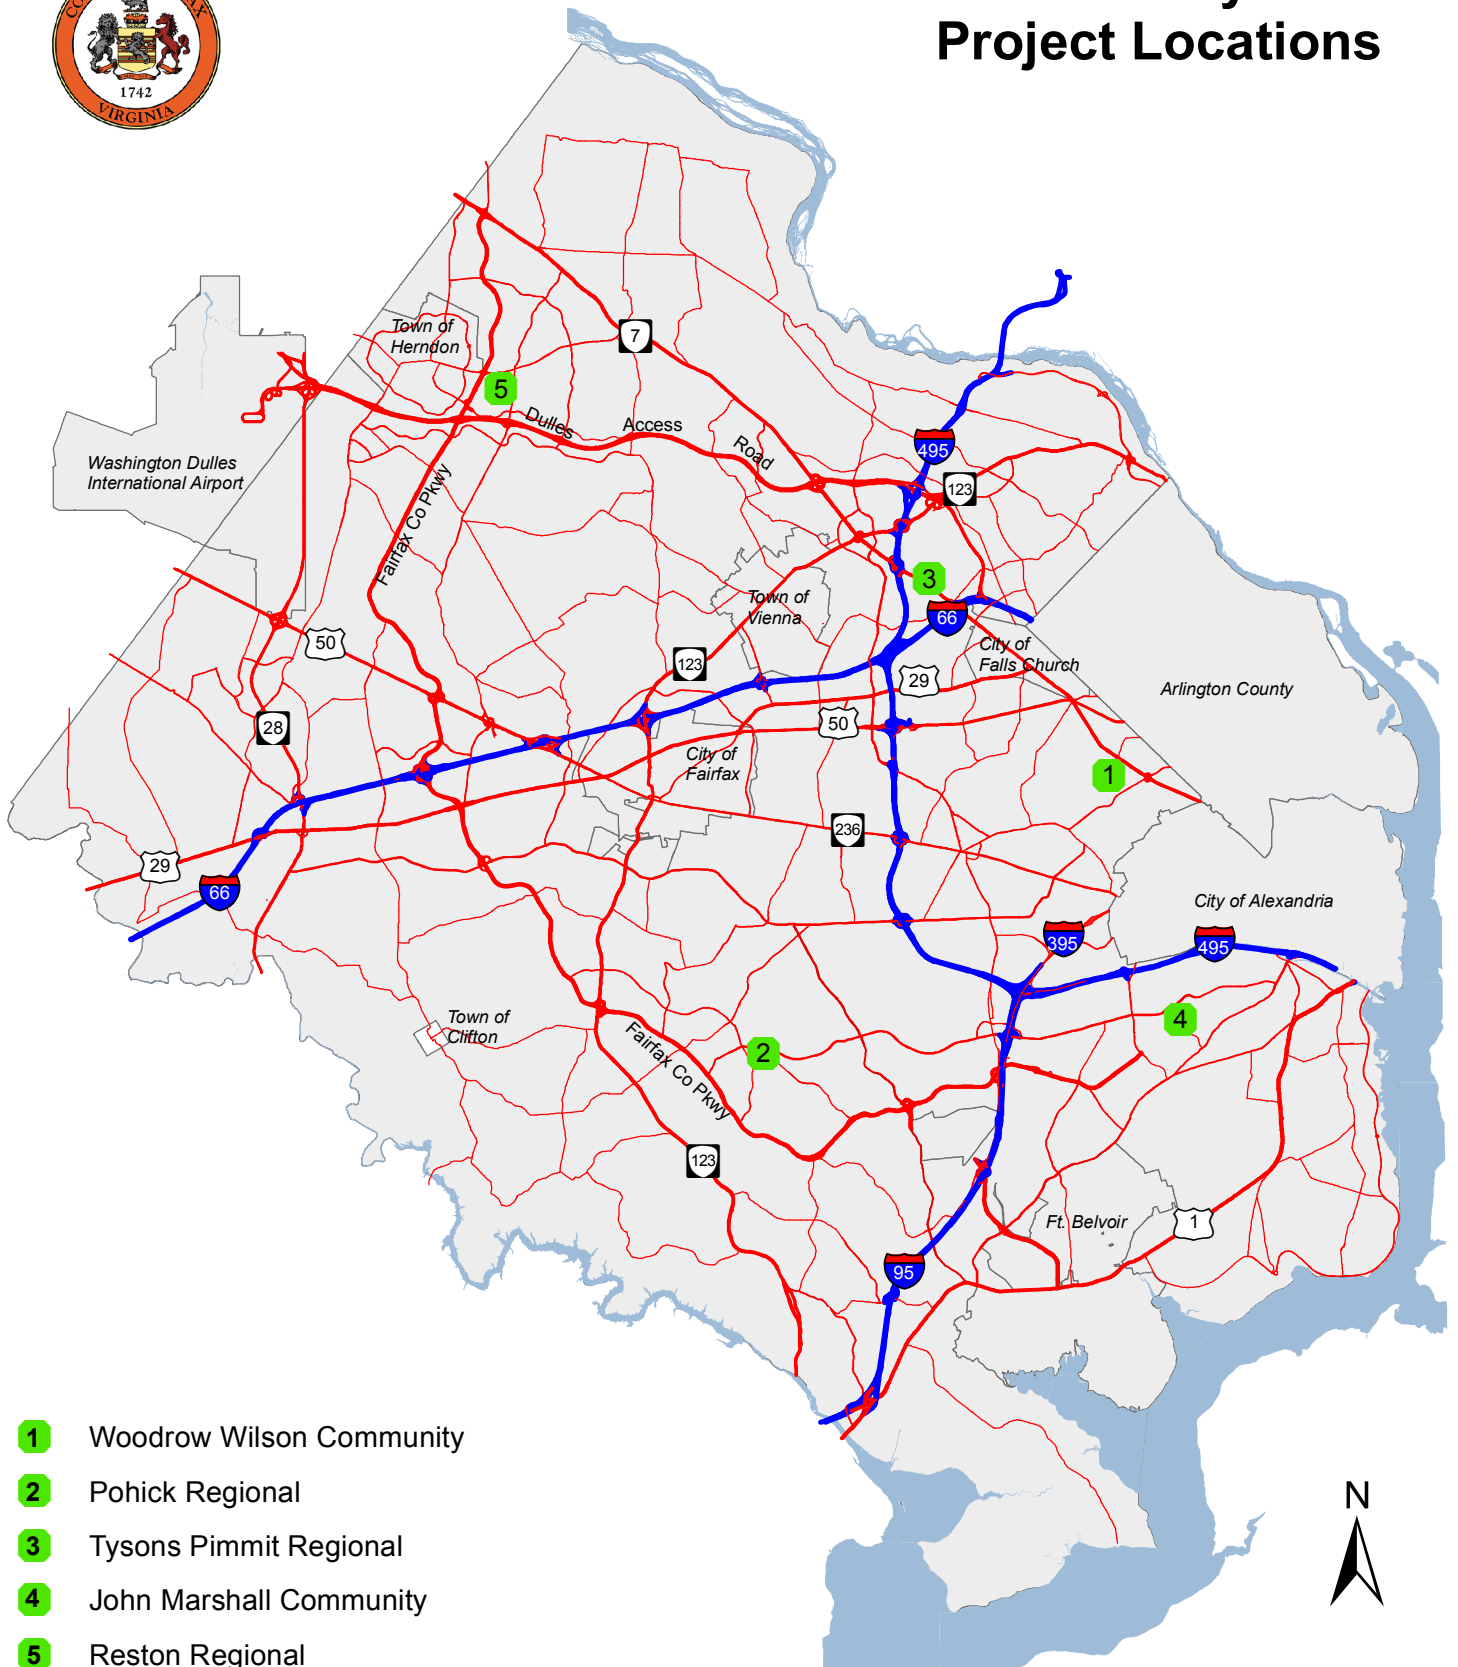 Project Locations
1742
VIRGINIA
Town of
Herndon
7
5
Dulles
Access
Road
495
123
Washington Dulles
International Airport
Fairfax Co Pkwy
3
Town of
Vienna
66
City of
Falls Church
50
123
29
Arlington County
28
50
City of
Fairfax
1
236
29
66
City of Alexandria
395
495
Town of
Clifton
4
Fairfax Co Pkwy
2
123
Ft. Belvoir
1
95
1 Woodrow Wilson Community
2 Pohick Regional
3 Tysons Pimmit Regional
4 John Marshall Community
5 Reston Regional
N